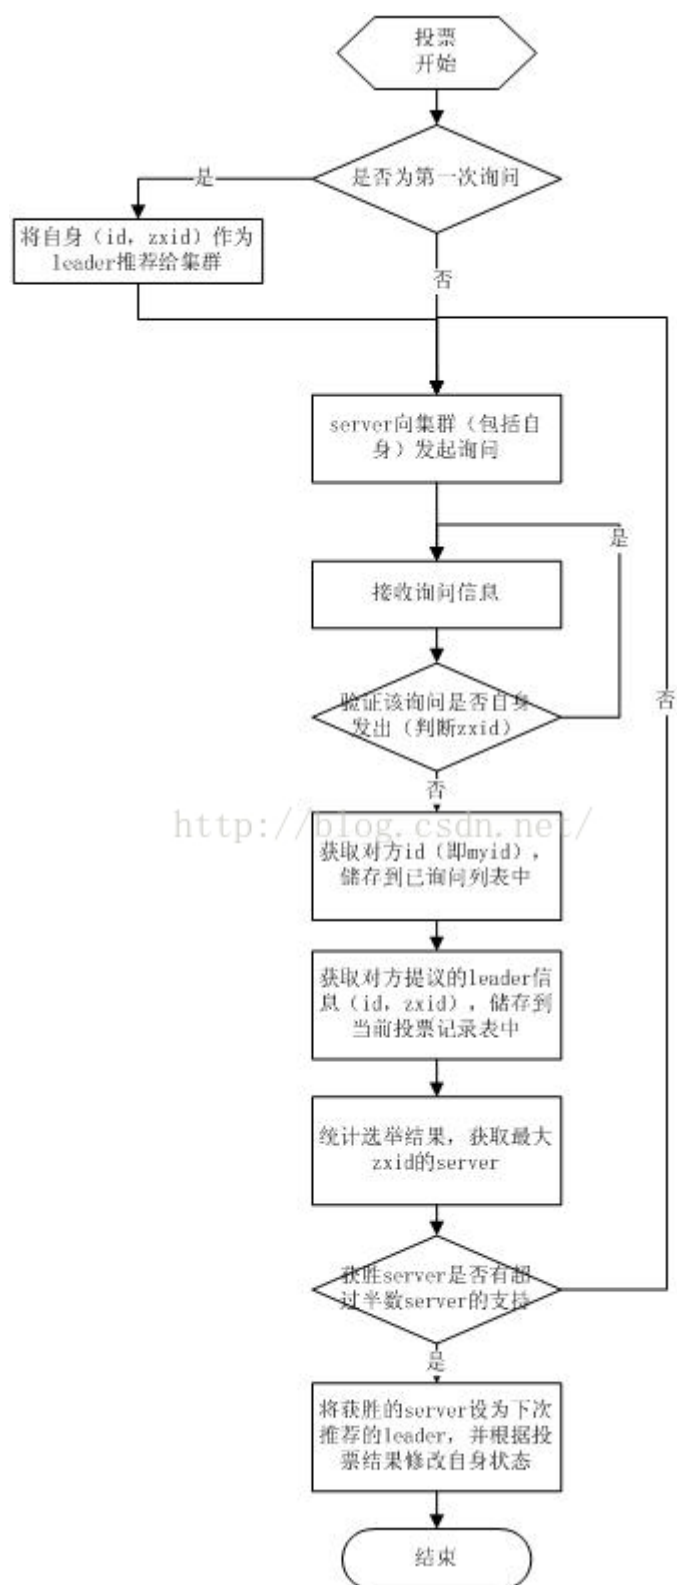 投票
开始
是否为第一次询问
是
将自身（id，zxid）作为
leader推荐给集群
否
server向集群（包括自
身）发起询问
是
接收询问信息
验证该询问是否自身
发出（判断zxid）
否
否
http://blog.csdn.net/
获取对方id（即myid），
储存到已询问列表中
获取对方提议的leader信
息（id，zxid），储存到
当前投票记录表中
统计选举结果，获取最大
zxid的server
获胜server是否有超
过半数server的支持
是
将获胜的server设为下次
推荐的leader，并根据投
票结果修改自身状态
结束